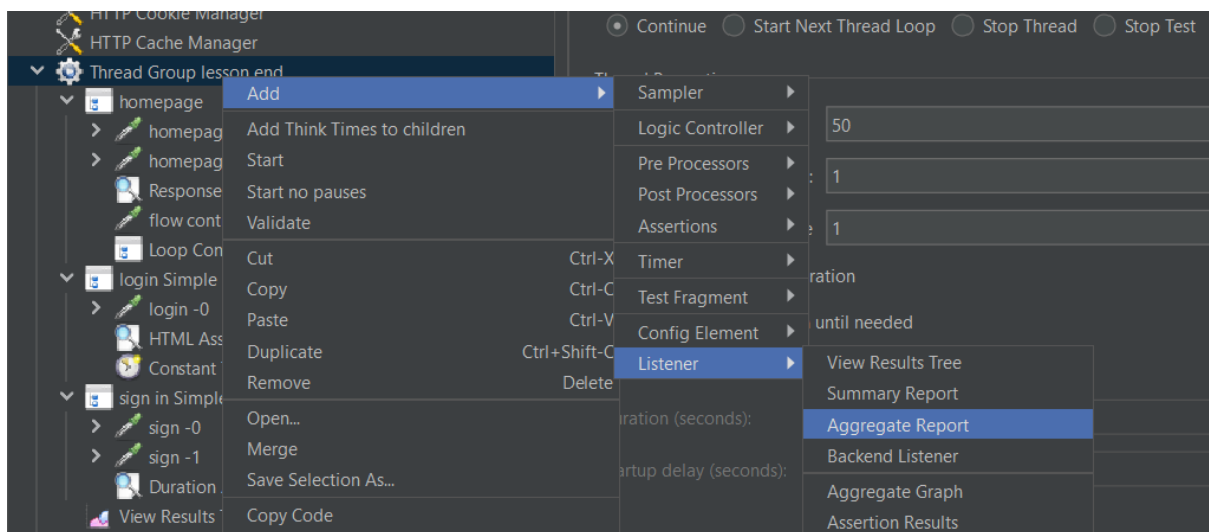 HTTP Cookie Manager
HTTP Cache Manager
Thread Group lesson end
homepage
homepag
homepag
Response
flow cont
Loop Con
login Simple
login -0
HTML Ass
Constant
sign in Simple
sign -0
sign -1
Duration
View Results
Add
Add Think Times to children
Start
Start no pauses
Validate
Cut Ctrl-X
Copy Ctrl-C
Paste Ctrl-V
Duplicate Ctrl+Shift-C
Remove Delete
Open...
Merge
Save Selection As...
Copy Code
Sampler
Logic Controller
Pre Processors
Post Processors
Assertions
Timer
Test Fragment
Config Element
Listener
View Results Tree
Summary Report
Aggregate Report
Backend Listener
Aggregate Graph
Assertion Results
Continue Start Next Thread Loop Stop Thread Stop Test
50
: 1
1
ration
until needed
ration (seconds):
artup delay (seconds):